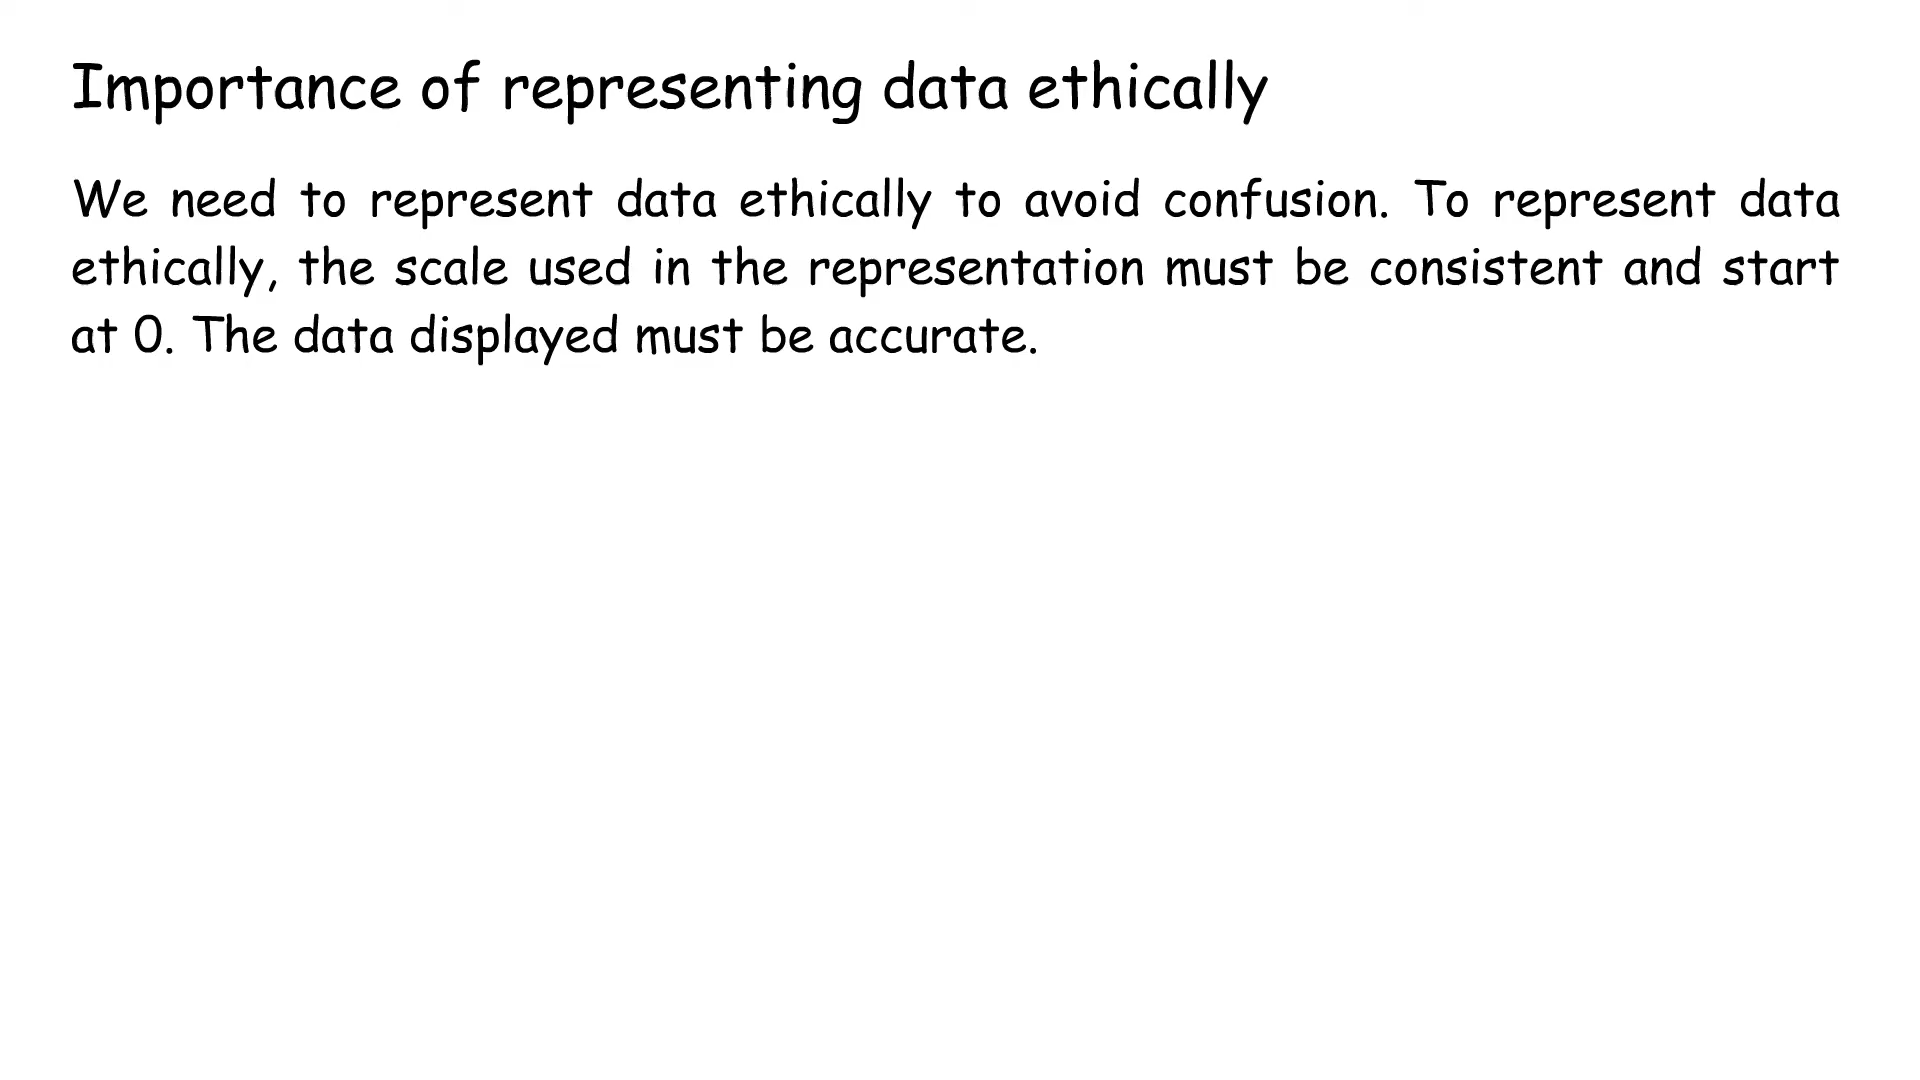 Importance of representing data ethically
We need to represent data ethically to avoid confusion. To represent data
ethically, the scale used in the representation must be consistent and start
at 0. The data displayed must be accurate.